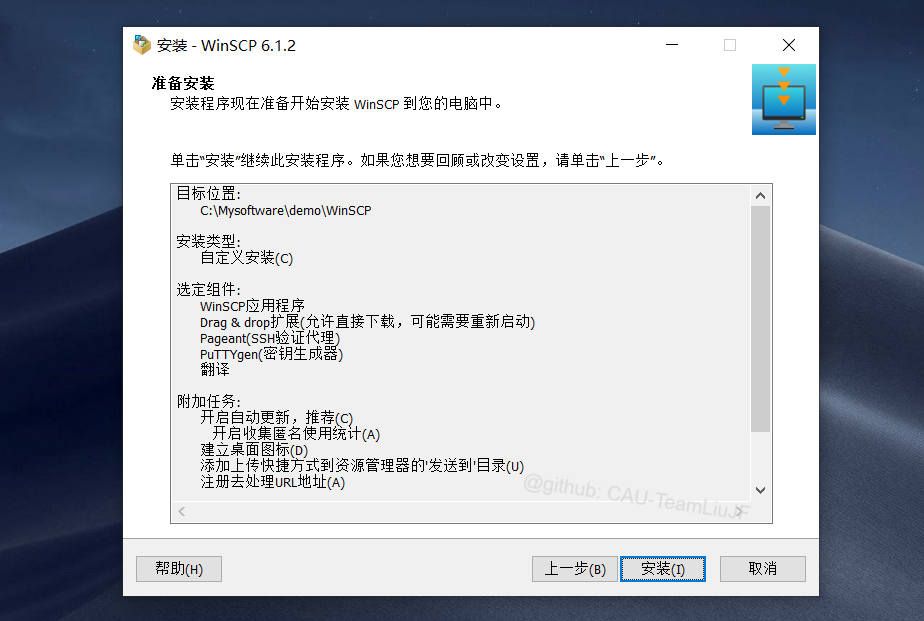 安装 - WinSCP 6.1.2
准备安装
安装程序现在准备开始安装 WinSCP 到您的电脑中。
单击“安装”继续此安装程序。如果您想要回顾或改变设置，请单击“上一步”。
目标位置:
C:\Mysoftware\demo\WinSCP
安装类型:
自定义安装(C)
选定组件:
WinSCP应用程序
Drag & drop扩展(允许直接下载，可能需要重新启动)
Pageant(SSH验证代理)
PuTTYgen(密钥生成器)
翻译
附加任务:
开启自动更新，推荐(C)
开启收集匿名使用统计(A)
建立桌面图标(D)
添加上传快捷方式到资源管理器的'发送到'目录(U)
注册去处理URL地址(A)
@github: CAU-TeamLiuJF
帮助(H)
上一步(B)
安装(I)
取消